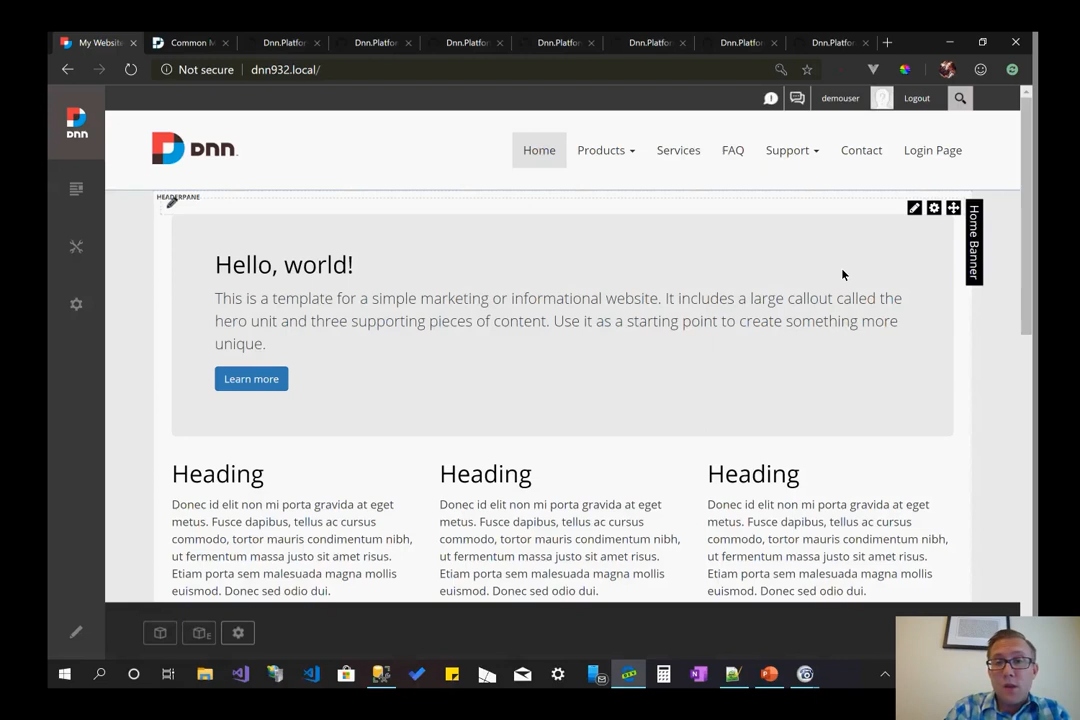 My Website
Common M
Dnn.Platfor
Dnn.Platfor
Dnn.Platfor
Dnn.Platfor
Dnn.Platfor
Dnn.Platfor
Dnn.Platfor
Not secure
dnn932.local/
demouser
Logout
DNN
DNN
Home
Products
Services
FAQ
Support
Contact
Login Page
HEADERPANE
Home Banner
Hello, world!
This is a template for a simple marketing or informational website. It includes a large callout called the
hero unit and three supporting pieces of content. Use it as a starting point to create something more
unique.
Learn more
Heading
Donec id elit non mi porta gravida at eget
metus. Fusce dapibus, tellus ac cursus
commodo, tortor mauris condimentum nibh,
ut fermentum massa justo sit amet risus.
Etiam porta sem malesuada magna mollis
euismod. Donec sed odio dui.
Heading
Donec id elit non mi porta gravida at eget
metus. Fusce dapibus, tellus ac cursus
commodo, tortor mauris condimentum nibh,
ut fermentum massa justo sit amet risus.
Etiam porta sem malesuada magna mollis
euismod. Donec sed odio dui.
Heading
Donec id elit non mi porta gravida at eget
metus. Fusce dapibus, tellus ac cursus
commodo, tortor mauris condimentum nibh,
ut fermentum massa justo sit amet risus.
Etiam porta sem malesuada magna mollis
euismod. Donec sed odio dui.
E